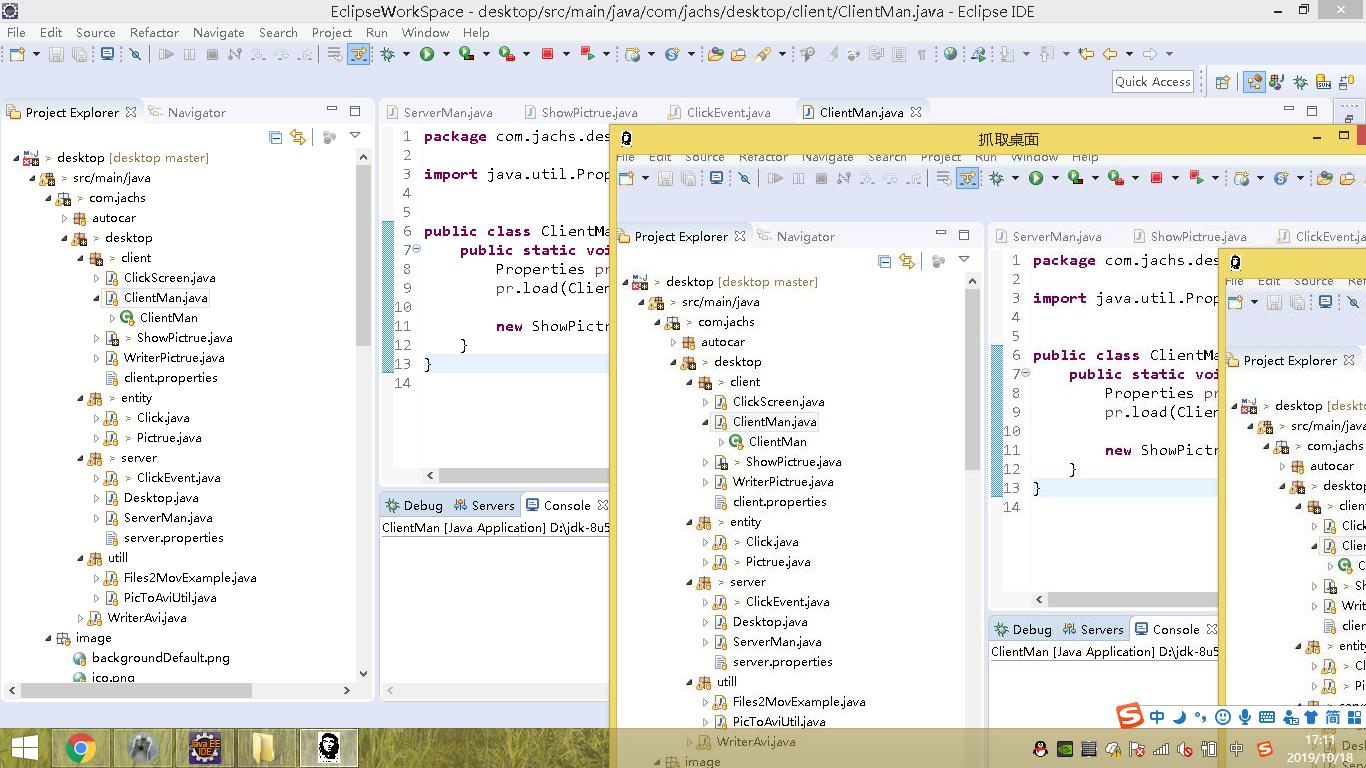 EclipseWorkSpace - desktop/src/main/java/com/jachs/desktop/client/ClientMan.java - Eclipse IDE
File Edit Source Refactor Navigate Search Project Run Window Help
Quick Access
Project Explorer Navigator
desktop [desktop master]
src/main/java
com.jachs
autocar
desktop
client
ClickScreen.java
ClientMan.java
ClientMan
ShowPictrue.java
WriterPictrue.java
client.properties
entity
Click.java
Pictrue.java
server
ClickEvent.java
Desktop.java
ServerMan.java
server.properties
utill
Files2MovExample.java
PicToAviUtil.java
WriterAvi.java
image
backgroundDefault.png
ico.png
ServerMan.java ShowPictrue.java ClickEvent.java ClientMan.java
1 package com.jachs.des
2
3 import java.util.Prop
4
5
6 public class ClientMa
7 public static voi
8 Properties pr
9 pr.load(Clien
10
11 new ShowPictr
12 }
13 }
14
Debug Servers Console
ClientMan [Java Application] D:\jdk-8u5
抓取桌面
File Edit Source Refactor Navigate Search Project Run Window Help
Project Explorer Navigator
desktop [desktop master]
src/main/java
com.jachs
autocar
desktop
client
ClickScreen.java
ClientMan.java
ClientMan
ShowPictrue.java
WriterPictrue.java
client.properties
entity
Click.java
Pictrue.java
server
ClickEvent.java
Desktop.java
ServerMan.java
server.properties
utill
Files2MovExample.java
PicToAviUtil.java
WriterAvi.java
image
ServerMan.java ShowPictrue.java ClickEvent.ja
1 package com.jachs.des
2
3 import java.util.Prop
4
5
6 public class ClientMa
7 public static voi
8 Properties pr
9 pr.load(Clien
10
11 new ShowPictr
12 }
13 }
14
Debug Servers Console
ClientMan [Java Application] D:\jdk-8u5
File Edit Source Refactor
Project Explorer
desktop [deskto
src/main/java
com.jachs
autocar
desktop
client
Click
Clien
C
Sh
Writ
clien
entity
Cl
Pi
中 简
Java EE
IDE
中
17:11
2019/10/18